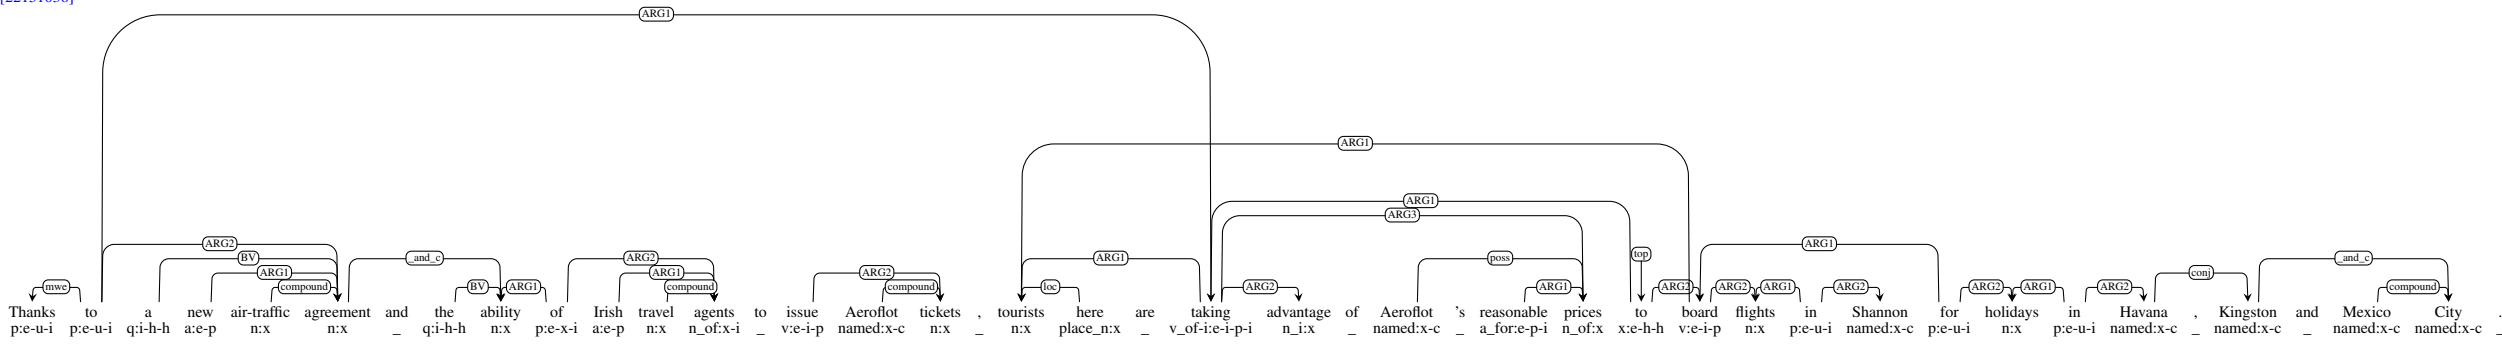 ARG1
ARG1
ARG1
ARG3
ARG2
BV _and_c ARG2 ARG1 poss top ARG1 _and_c
ARG1 ARG1 ARG2 conj
mwe compound BV ARG1 compound compound loc ARG2 ARG1 ARG2 ARG2 ARG1 ARG2 ARG2 ARG1 ARG2 compound
Thanks to a new air-traffic agreement and the ability of Irish travel agents to issue Aeroflot tickets , tourists here are taking advantage of Aeroflot 's reasonable prices to board flights in Shannon for holidays in Havana , Kingston and Mexico City .
p:e-u-i p:e-u-i q:i-h-h a:e-p n:x n:x _ q:i-h-h n:x p:e-x-i a:e-p n:x n_of:x-i _ v:e-i-p named:x-c n:x _ n:x place_n:x _ v_of-i:e-i-p-i n_i:x _ named:x-c _ a_for:e-p-i n_of:x x:e-h-h v:e-i-p n:x p:e-u-i named:x-c p:e-u-i n:x p:e-u-i named:x-c _ named:x-c _ named:x-c named:x-c _